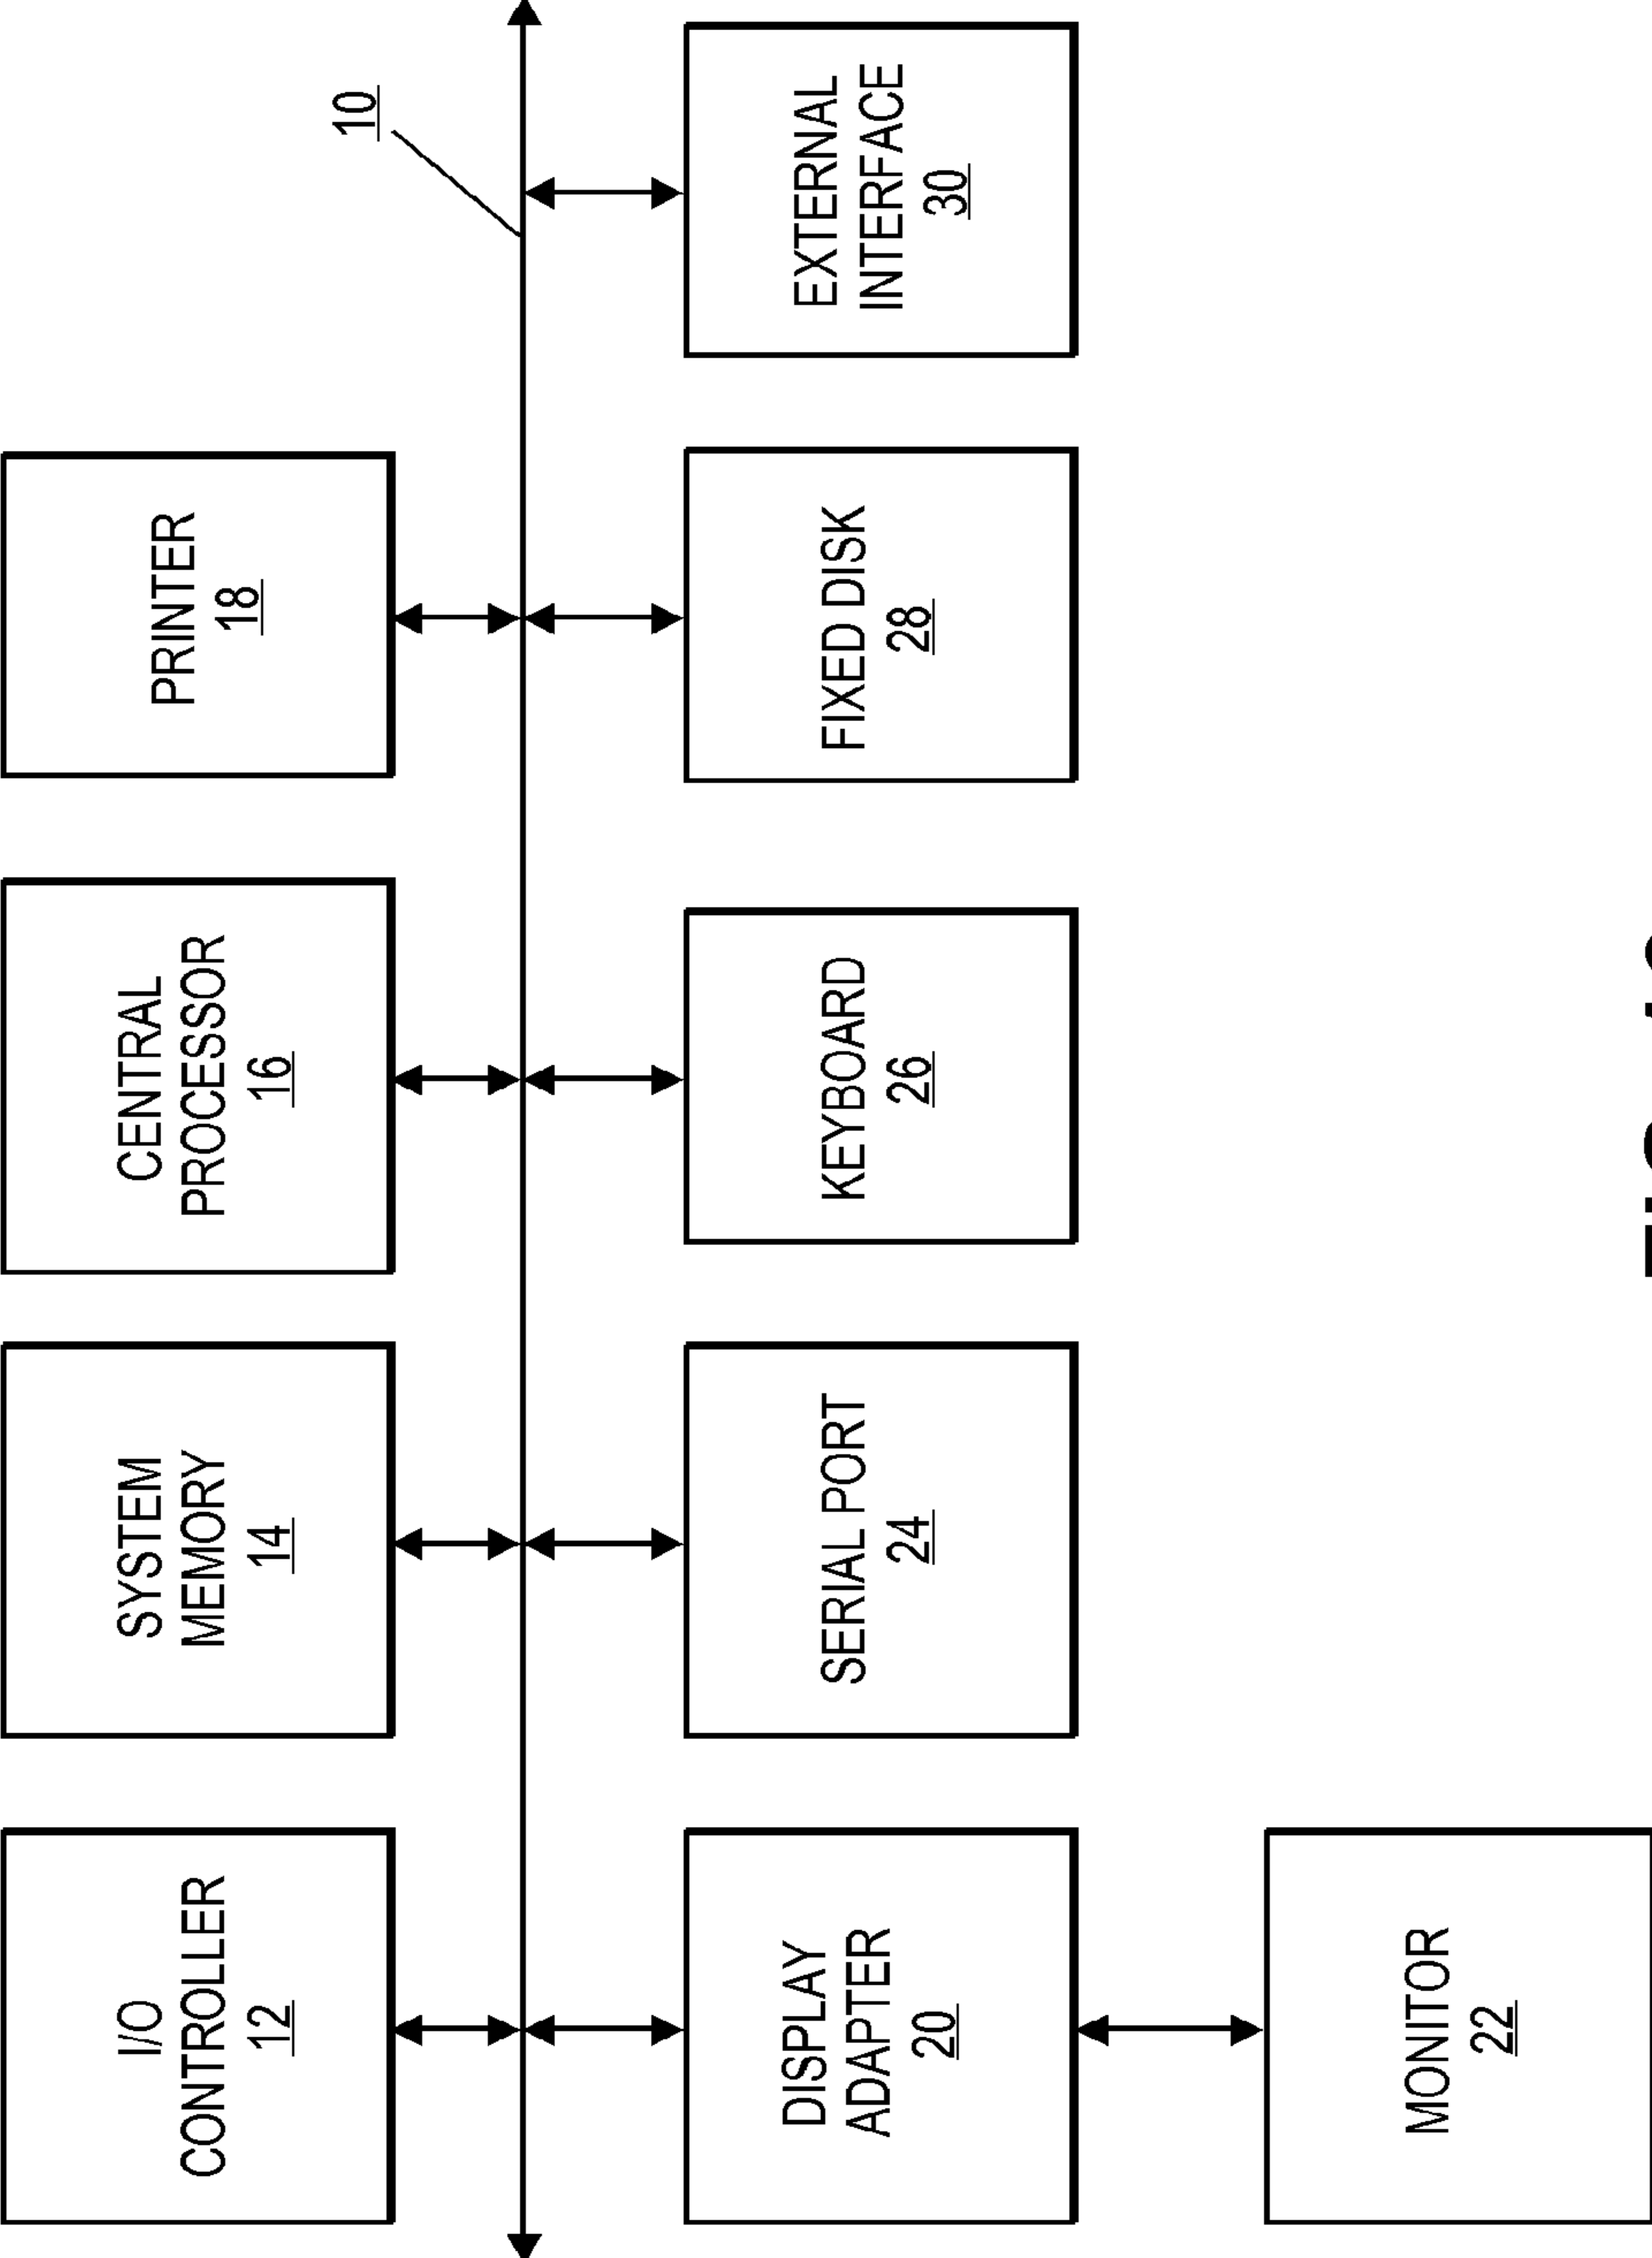 10
I/O
CONTROLLER
12
SYSTEM
MEMORY
14
CENTRAL
PROCESSOR
16
PRINTER
18
DISPLAY
ADAPTER
20
SERIAL PORT
24
KEYBOARD
26
FIXED DISK
28
EXTERNAL
INTERFACE
30
MONITOR
22